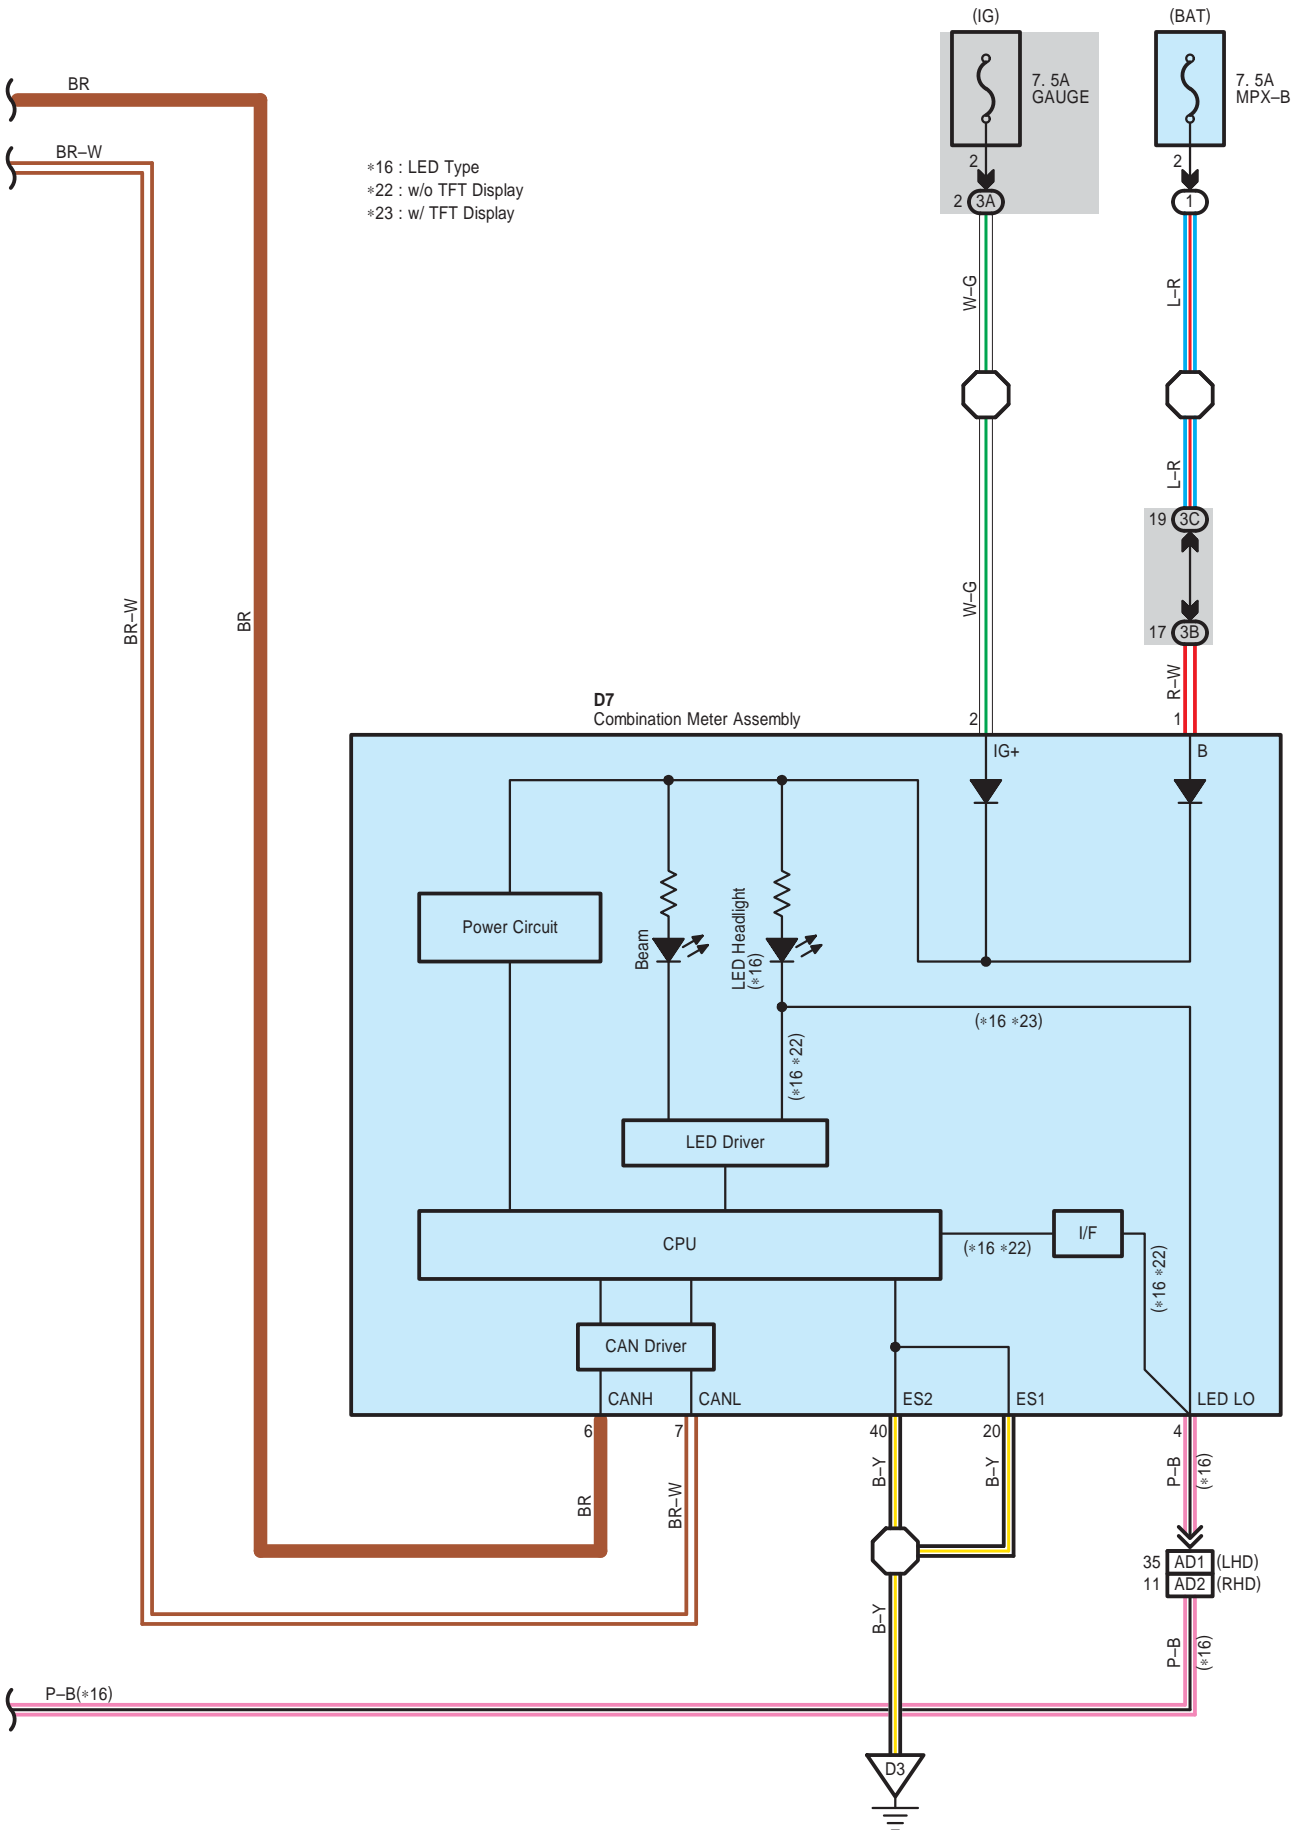 (IG)
(BAT)
7. 5A
GAUGE
7. 5A
MPX–B
BR
BR–W
∗16 : LED Type
∗22 : w/o TFT Display
∗23 : w/ TFT Display
2
2
2
3A
1
W–G
L–R
L–R
19
3C
W–G
BR–W
BR
17
3B
R–W
D7
Combination Meter Assembly
2
1
IG+
B
Power Circuit
Beam
LED Headlight
(∗16)
(∗16 ∗23)
(∗16 ∗22)
LED Driver
CPU
(∗16 ∗22)
I/F
(∗16 ∗22)
CAN Driver
CANH
CANL
ES2
ES1
LED LO
6
7
40
20
4
BR
BR–W
B–Y
B–Y
P–B
(∗16)
35
AD1
(LHD)
11
AD2
(RHD)
B–Y
P–B
(∗16)
P–B(∗16)
D3